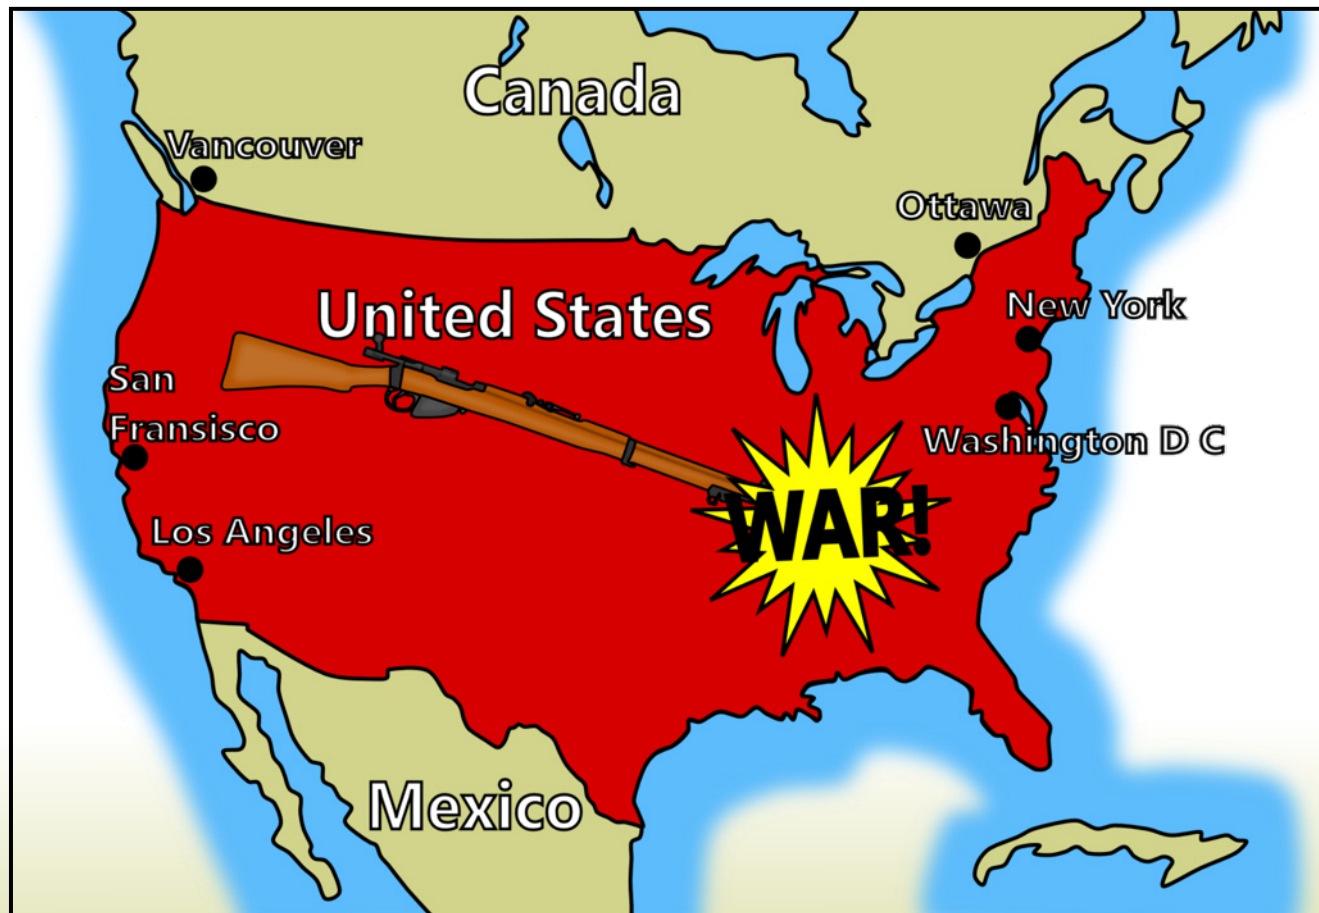 Canada
Vancouver
Ottawa
New York
United States
San
Fransisco
Washington D C
WAR!
Los Angeles
Mexico